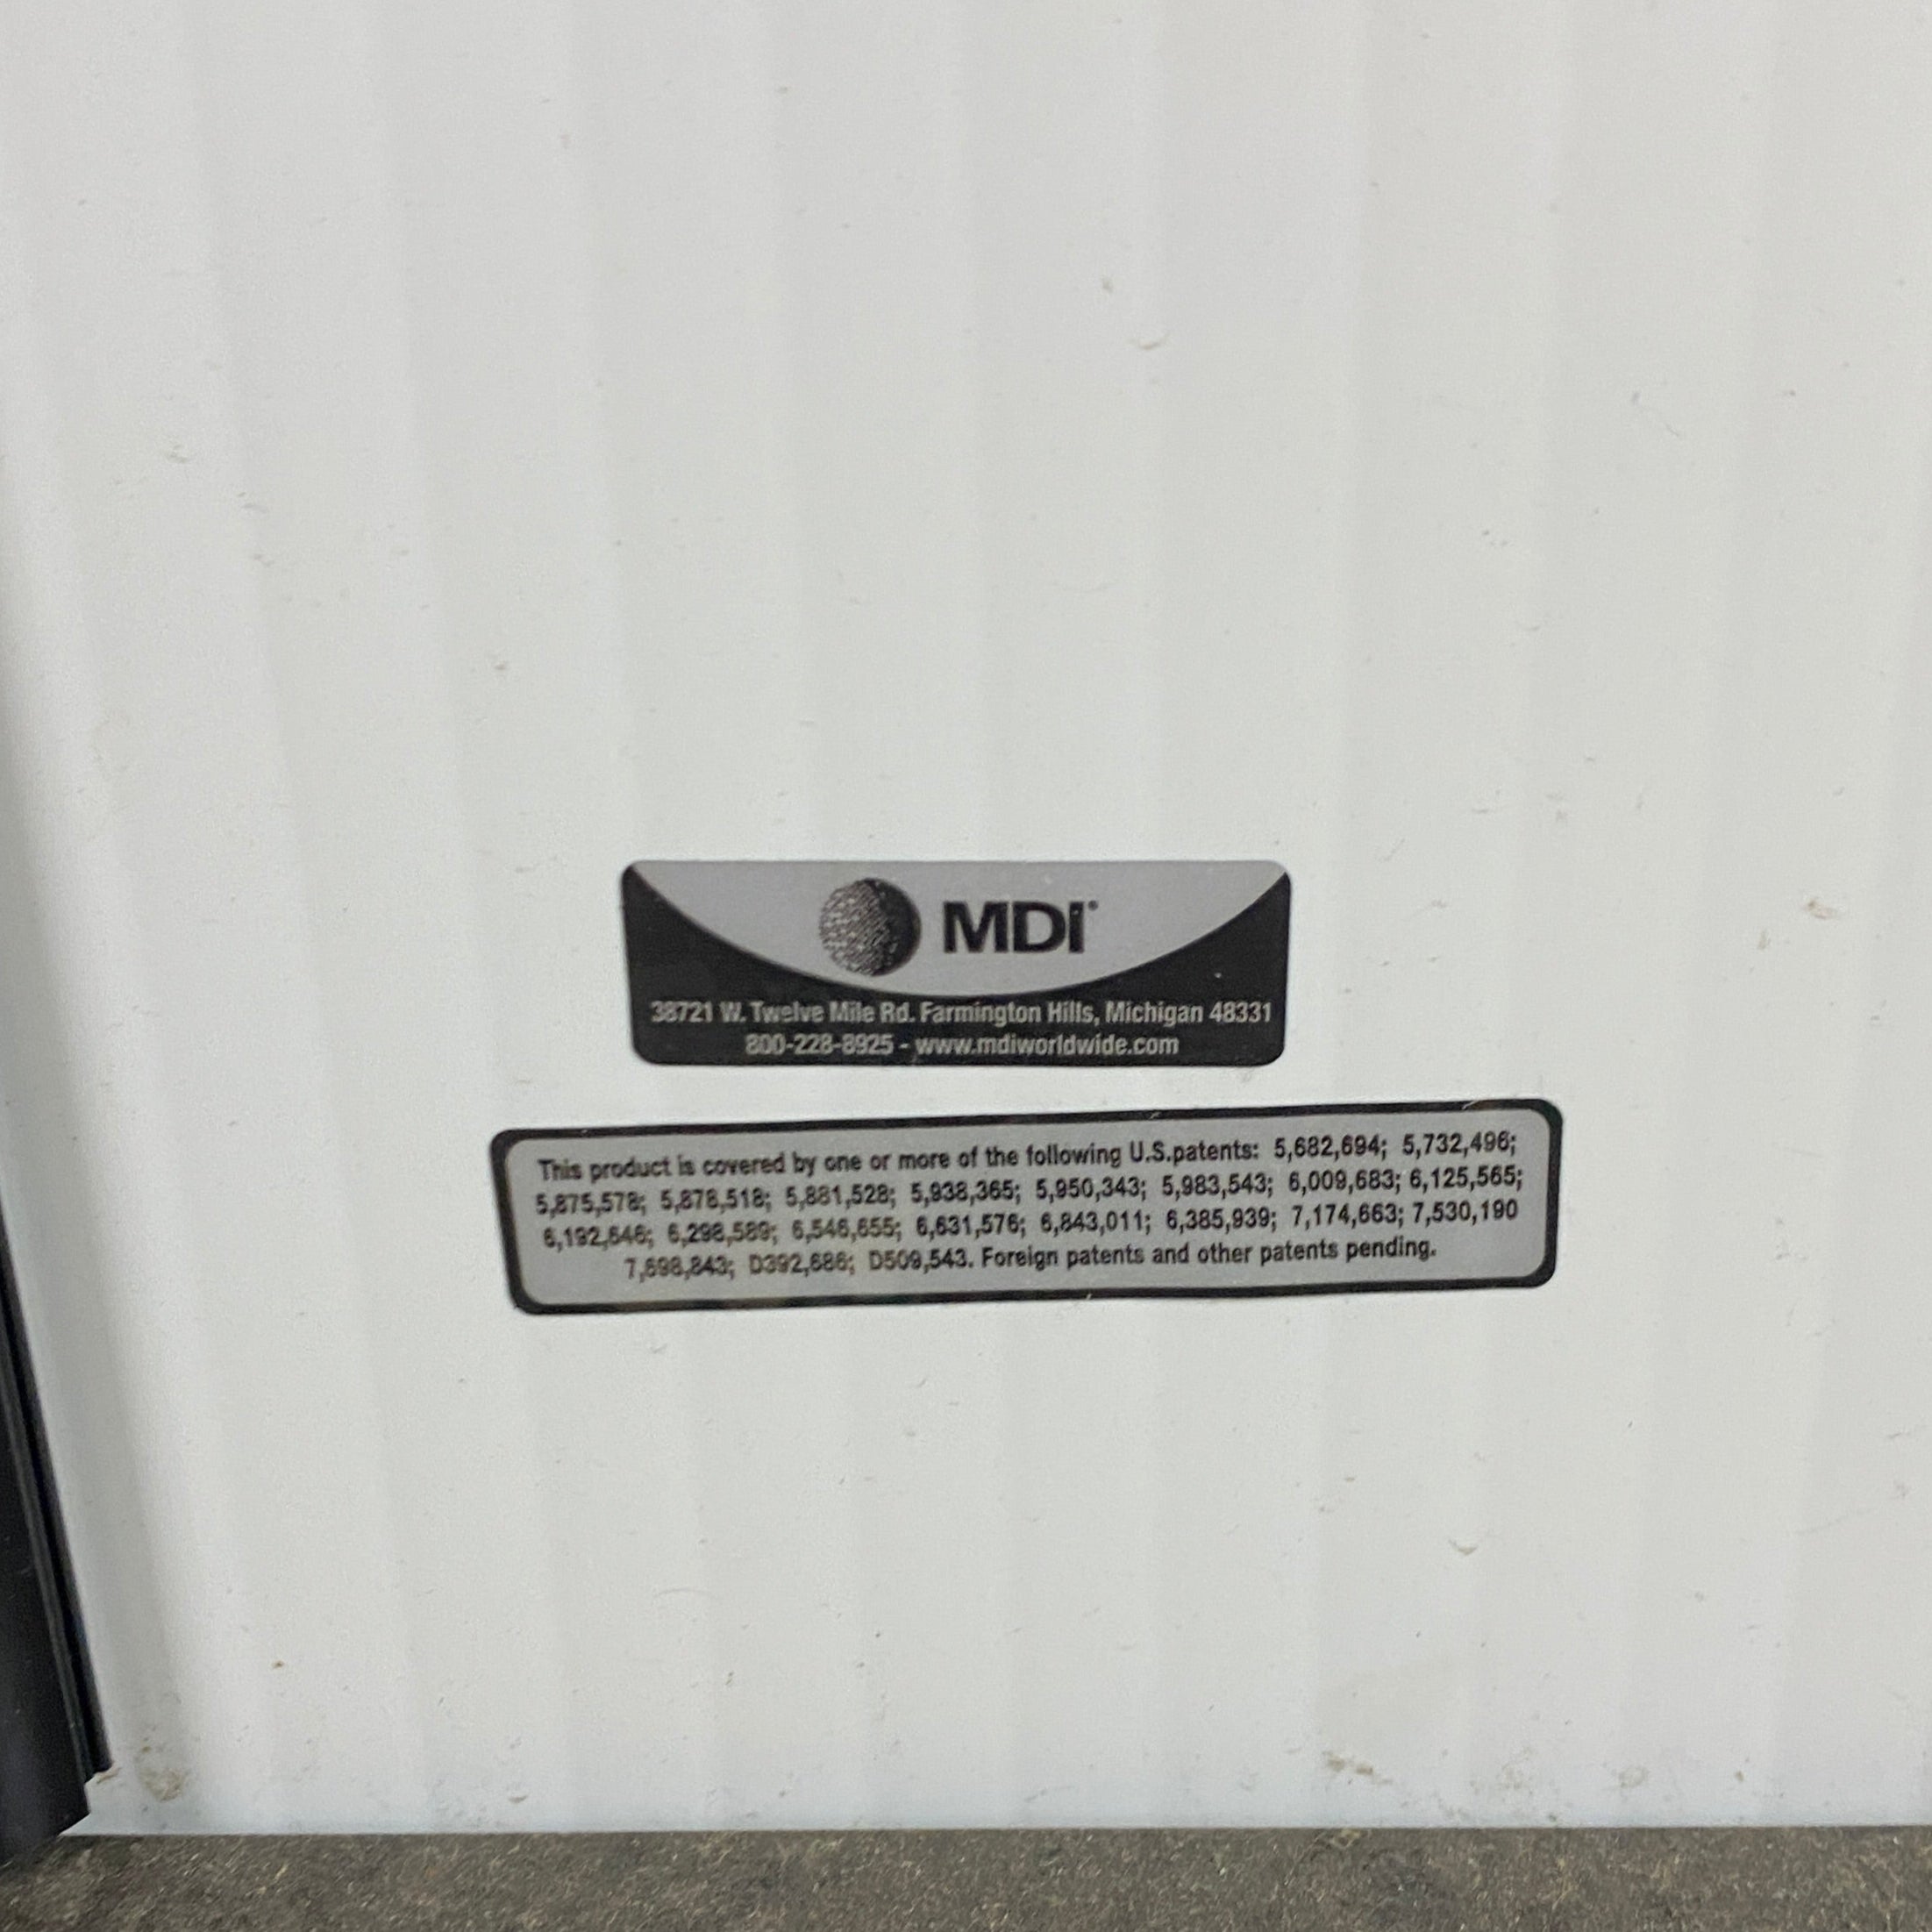 MDI®
38721 W. Twelve Mile Rd. Farmington Hills, Michigan 48331
800-228-8925 - www.mdiworldwide.com
This product is covered by one or more of the following U.S.patents: 5,682,694; 5,732,496;
5,875,578; 5,878,518; 5,881,528; 5,938,365; 5,950,343; 5,983,543; 6,009,683; 6,125,565;
6,192,646; 6,298,589; 6,546,655; 6,631,576; 6,843,011; 6,385,939; 7,174,663; 7,530,190
7,698,843; D392,686; D509,543. Foreign patents and other patents pending.